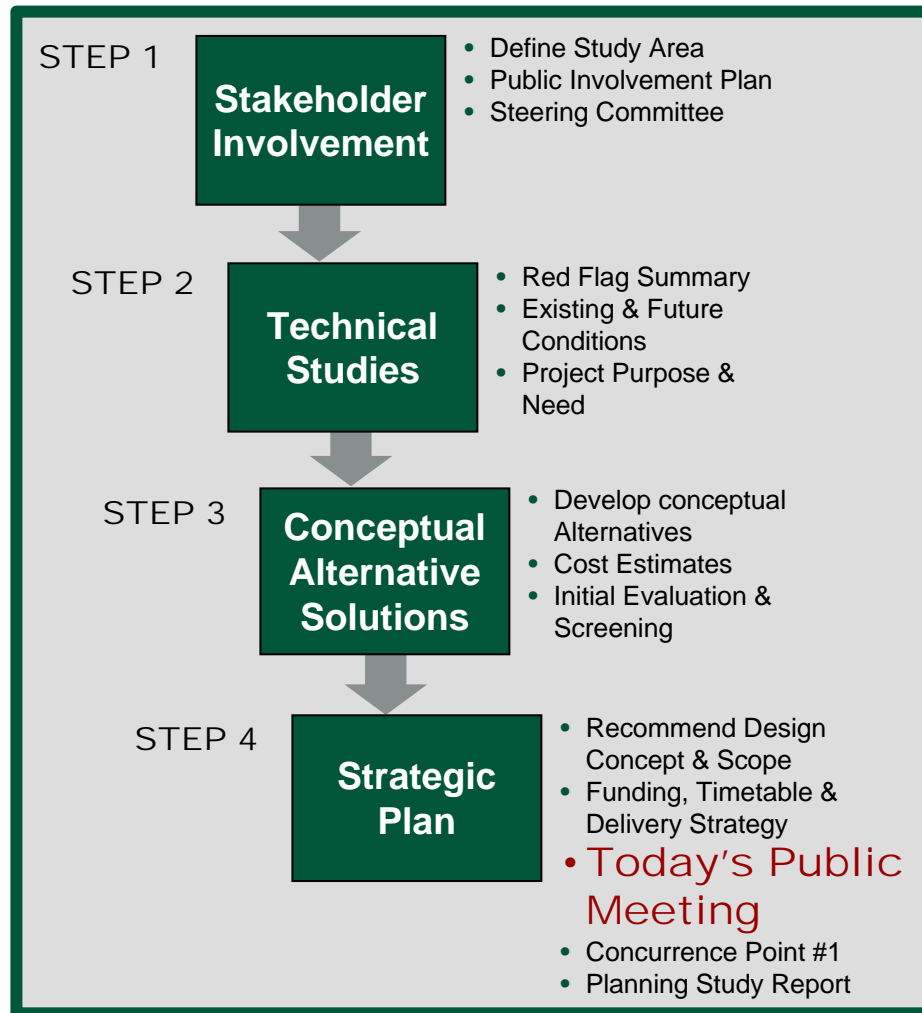 STEP 1
Stakeholder
Involvement
• Define Study Area
• Public Involvement Plan
• Steering Committee
STEP 2
Technical
Studies
• Red Flag Summary
• Existing & Future
Conditions
• Project Purpose &
Need
STEP 3
Conceptual
Alternative
Solutions
• Develop conceptual
Alternatives
• Cost Estimates
• Initial Evaluation &
Screening
STEP 4
Strategic
Plan
• Recommend Design
Concept & Scope
• Funding, Timetable &
Delivery Strategy
• Today's Public
Meeting
• Concurrence Point #1
• Planning Study Report